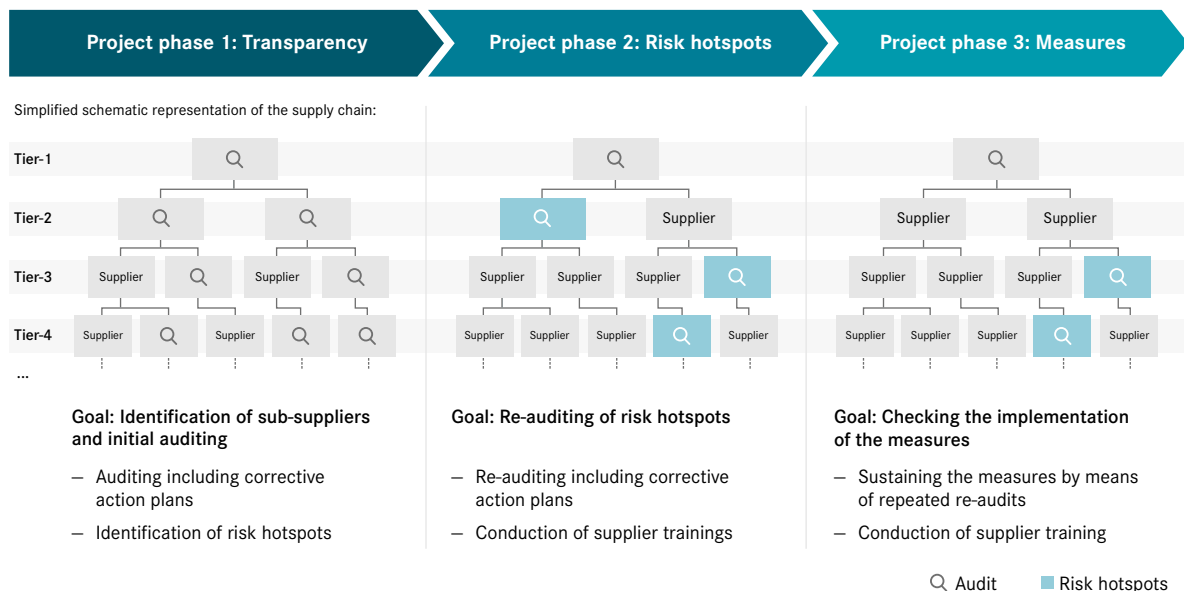 Project phase 1: Transparency
Project phase 2: Risk hotspots
Project phase 3: Measures
Simplified schematic representation of the supply chain:
Tier-1
Tier-2
Supplier
Supplier
Supplier
Tier-3
Supplier
Supplier
Supplier
Supplier
Supplier
Supplier
Supplier
Supplier
Tier-4
Supplier
Supplier
Supplier
Supplier
Supplier
Supplier
Supplier
Supplier
Supplier
Supplier
...
Goal: Identification of sub-suppliers
and initial auditing
— Auditing including corrective
action plans
— Identification of risk hotspots
Goal: Re-auditing of risk hotspots
— Re-auditing including corrective
action plans
— Conduction of supplier trainings
Goal: Checking the implementation
of the measures
— Sustaining the measures by means
of repeated re-audits
— Conduction of supplier training
Audit
Risk hotspots